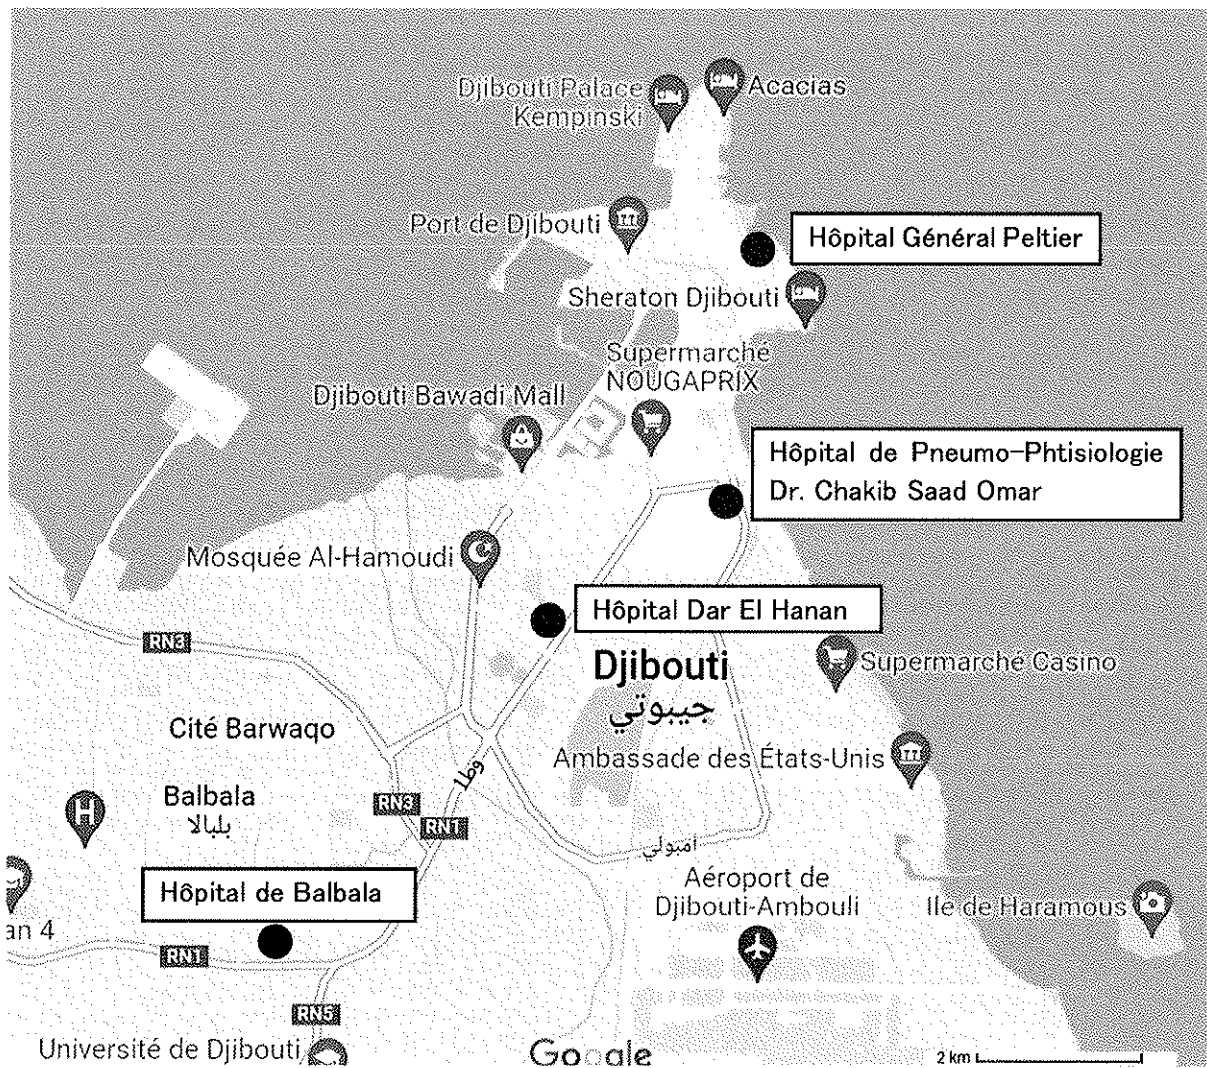 Djibouti Palace
Kempinski
Acacias
Port de Djibouti
Hôpital Général Peltier
Sheraton Djibouti
Supermarché
NOUGAPRIX
Djibouti Bawadi Mall
Hôpital de Pneumo-Phtisiologie
Dr. Chakib Saad Omar
Mosquée Al-Hamoudi
Hôpital Dar El Hanan
RN3
Djibouti
جيبوتي
Supermarché Casino
Cité Barwaqo
Ambassade des États-Unis
Balbala
بلبالا
H
RN3
RN1
وط1
أمبولي
Hôpital de Balbala
Aéroport de
Djibouti-Ambouli
Ile de Haramous
an 4
RN1
RN5
Université de Djibouti
Google
2 km